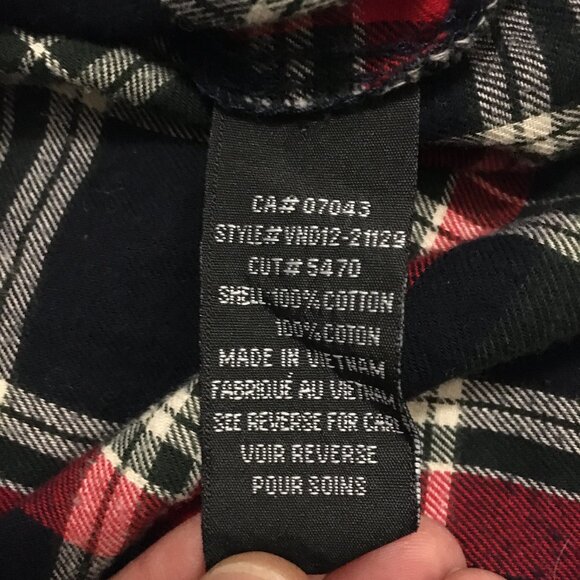 CA# 07043
STYLE# VND12-21129
CUT# 5470
SHELL 100% COTTON
100% COTON
MADE IN VIETNAM
FABRIQUÉ AU VIETNAM
SEE REVERSE FOR CARE
VOIR REVERSE
POUR SOINS